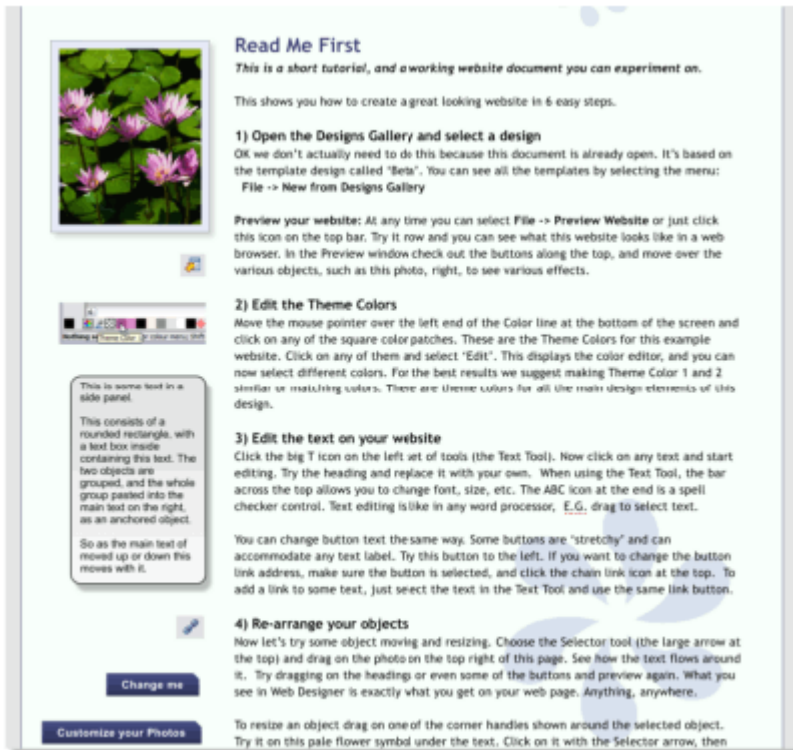 Read Me First
This is a short tutorial, and a working website document you can experiment on.
This shows you how to create a great looking website in 6 easy steps.
1) Open the Designs Gallery and select a design
OK we don't actually need to do this because this document is already open. It's based on
the template design called "Beta". You can see all the templates by selecting the menu:
File -> New from Designs Gallery
Preview your website: At any time you can select File -> Preview Website or just click
this icon on the top bar. Try it now and you can see what this website looks like in a web
browser. In the Preview window check out the buttons along the top, and move over the
various objects, such as this photo, right, to see various effects.
2) Edit the Theme Colors
Move the mouse pointer over the left end of the Color line at the bottom of the screen and
click on any of the square color patches. These are the Theme Colors for this example
website. Click on any of them and select "Edit". This displays the color editor, and you can
now select different colors. For the best results we suggest making Theme Color 1 and 2
similar or matching colors. There are theme colors for all the main design elements of this
design.
3) Edit the text on your website
Click the big T icon on the left set of tools (the Text Tool). Now click on any text and start
editing. Try the heading and replace it with your own. When using the Text Tool, the bar
across the top allows you to change font, size, etc. The ABC icon at the end is a spell
checker control. Text editing is like in any word processor, E.G. drag to select text.
You can change button text the same way. Some buttons are "stretchy" and can
accommodate any text label. Try this button to the left. If you want to change the button
link address, make sure the button is selected, and click the chain link icon at the top. To
add a link to some text, just select the text in the Text Tool and use the same link button.
4) Re-arrange your objects
Now let's try some object moving and resizing. Choose the Selector tool (the large arrow at
the top) and drag on the photo on the top right of this page. See how the text flows around
it. Try dragging on the headings or even some of the buttons and preview again. What you
see in Web Designer is exactly what you get on your web page. Anything, anywhere.
To resize an object drag on one of the corner handles shown around the selected object.
Try it on this pale flower symbol under the text. Click on it with the Selector arrow, then
Theme Color
This is some text in a
side panel.
This consists of a
rounded rectangle, with
a text box inside
containing this text. The
two objects are
grouped, and the whole
group pasted into the
main text on the right,
as an anchored object.
So as the main text of
moved up or down this
moves with it.
Change me
Customize your Photos